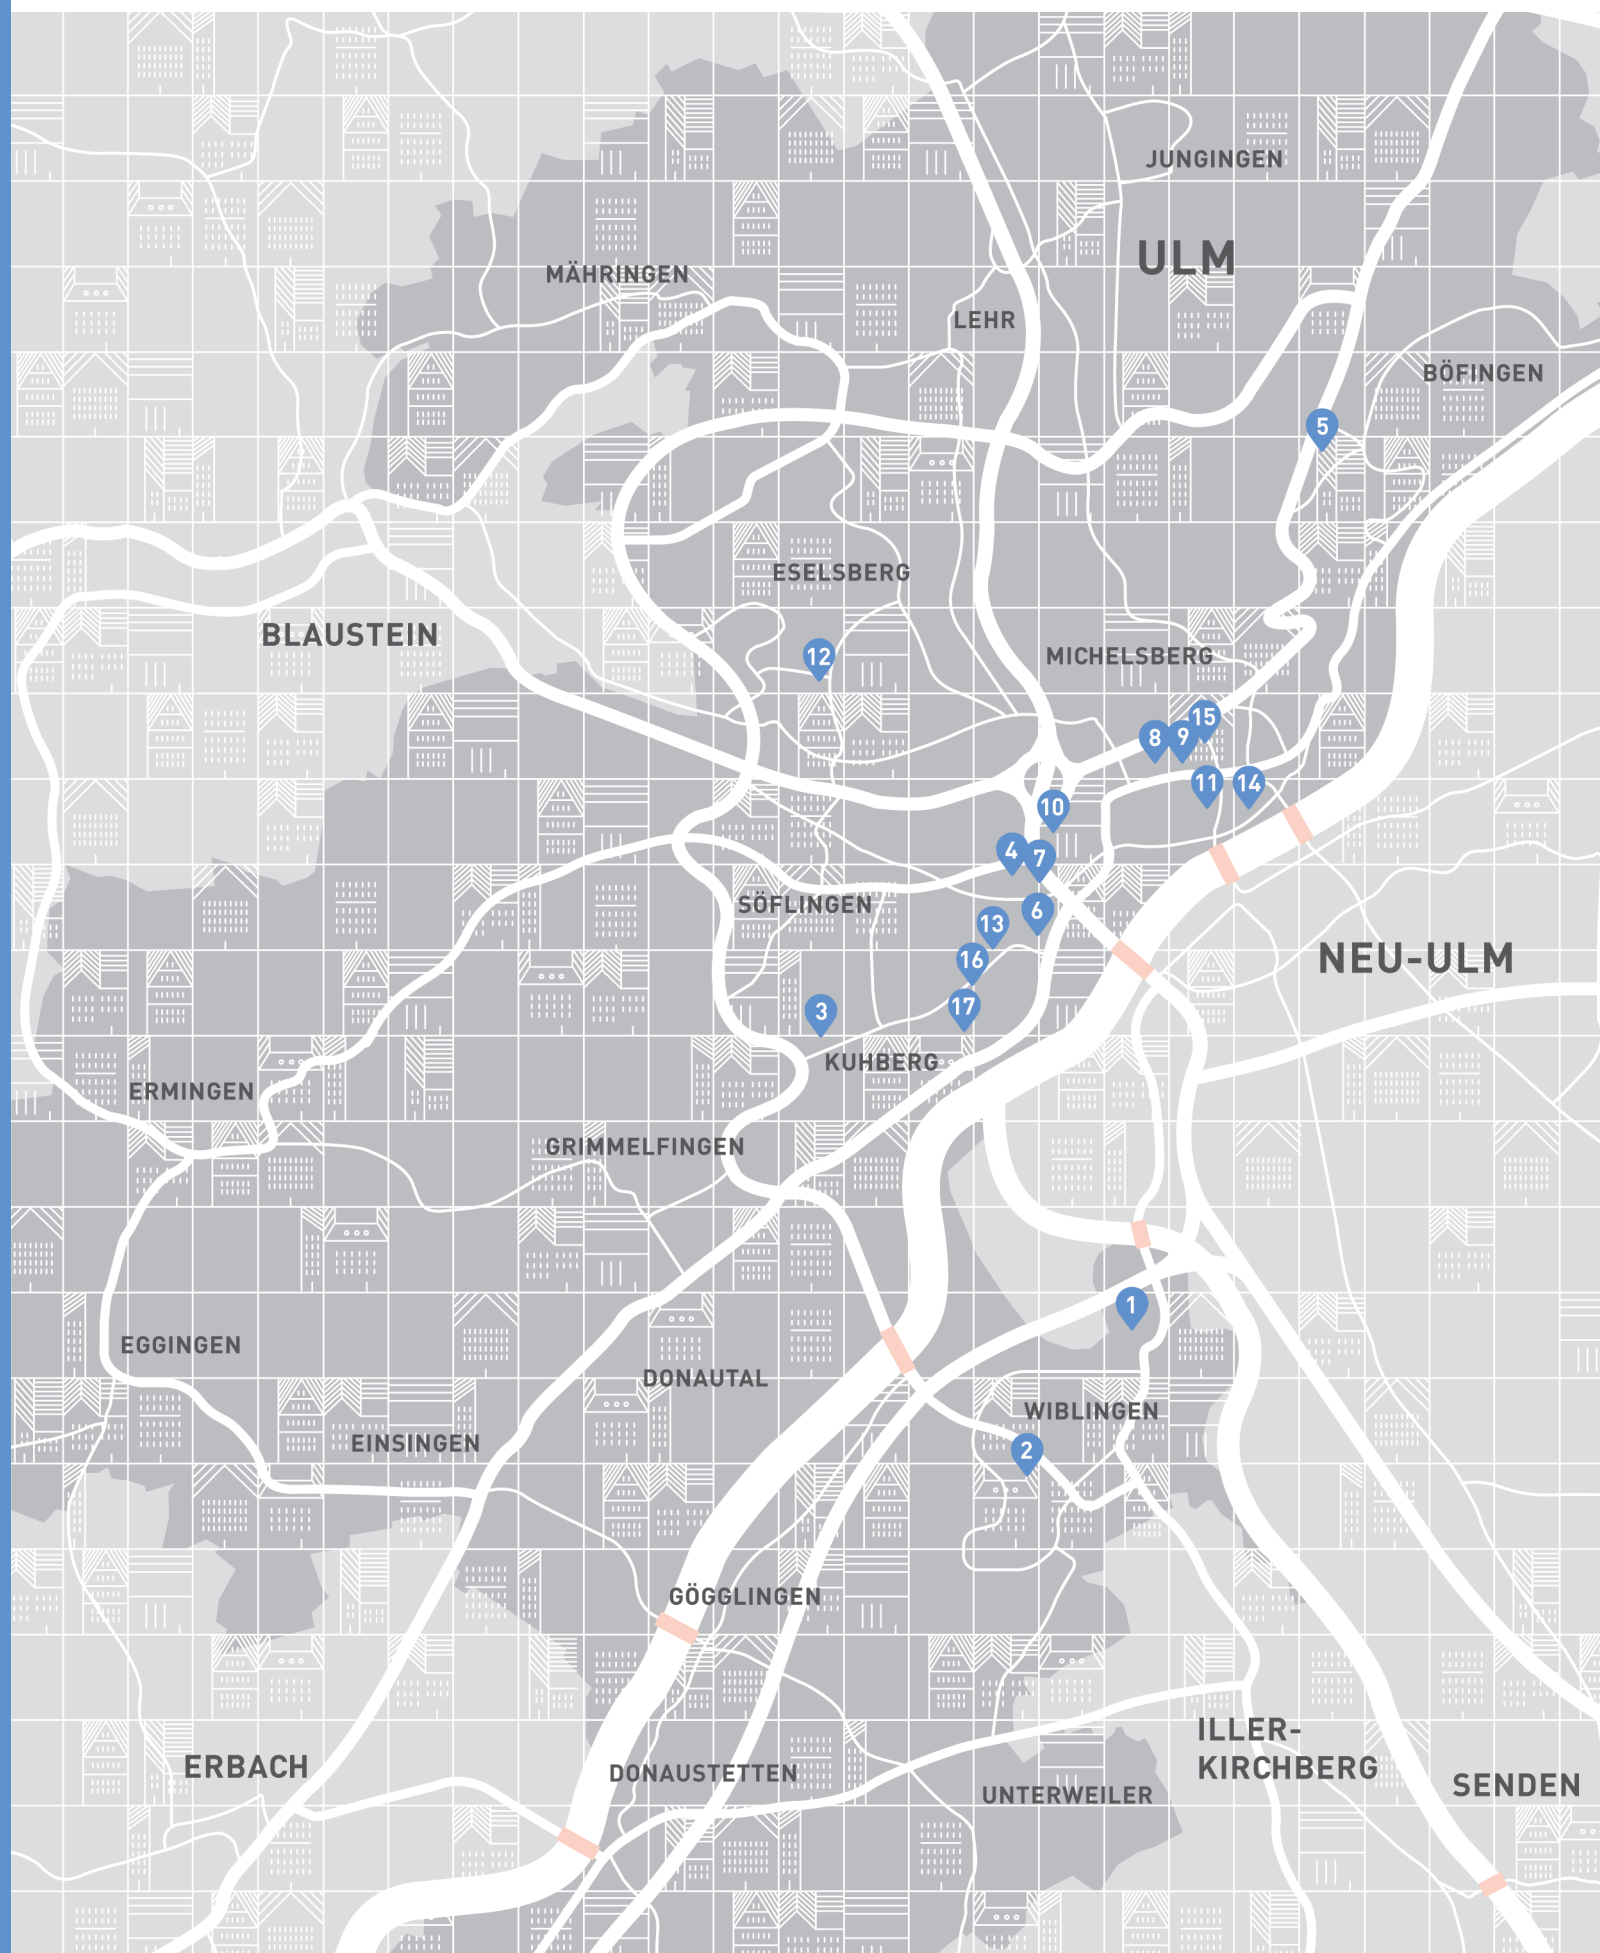 JUNGINGEN
ULM
MÄHRINGEN
LEHR
BÖFINGEN
5
ESELSBERG
BLAUSTEIN
12
MICHELSBERG
15
8
9
11
14
10
4
7
SÖFLINGEN
6
13
NEU-ULM
16
17
3
KUHBERG
ERMINGEN
GRIMMELFINGEN
1
EGGINGEN
DONAUTAL
WIBLINGEN
EINSINGEN
2
GÖGGLINGEN
ILLER-
KIRCHBERG
ERBACH
DONAUSTETTEN
SENDEN
UNTERWEILER